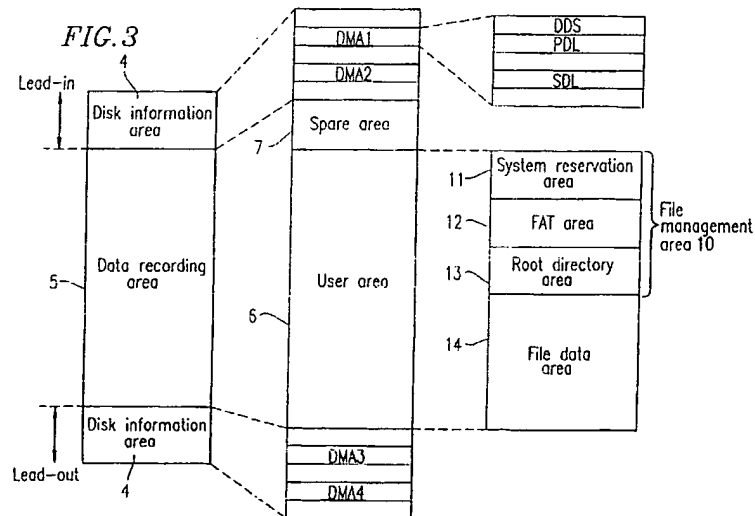 FIG. 3
Lead-in
4
Disk information
area
5
Data recording
area
Disk information
area
4
Lead-out
DMA1
DMA2
7
Spare area
6
User area
DMA3
DMA4
DDS
PDL
SDL
11
System reservation
area
12
FAT area
13
Root directory
area
File
management
area 10
14
File data
area